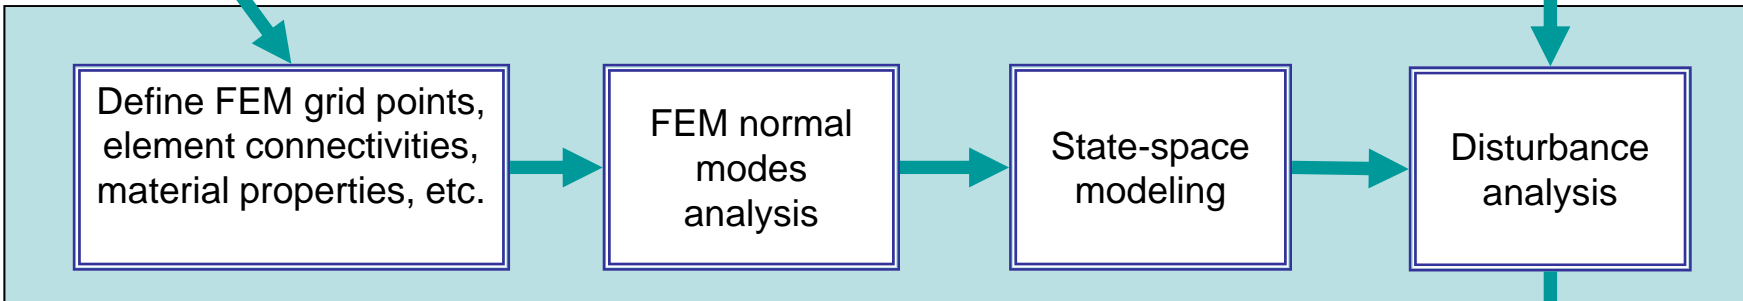 Define FEM grid points,
element connectivities,
material properties, etc.
FEM normal
modes
analysis
State-space
modeling
Disturbance
analysis